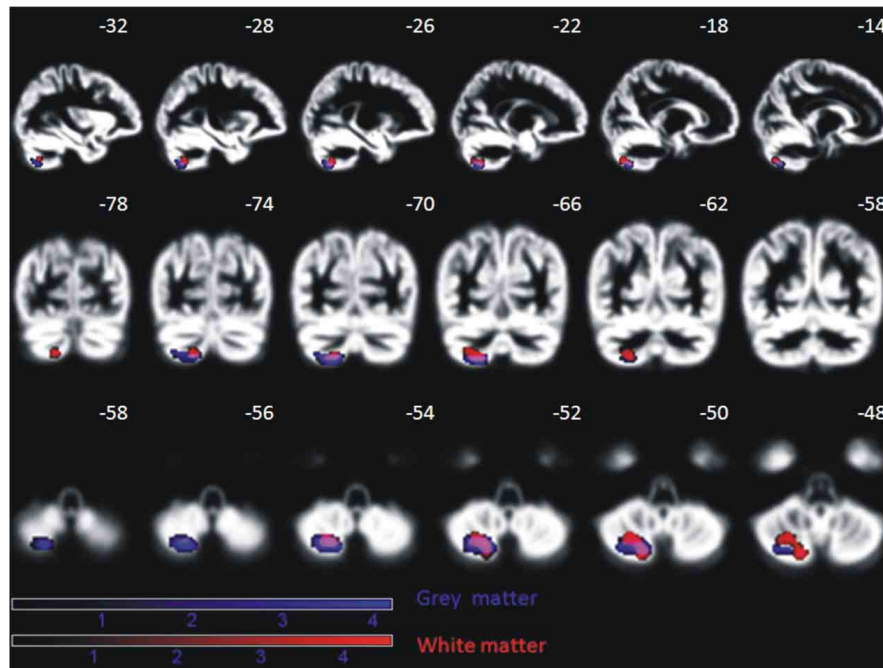 -32 -28 -26 -22 -18 -14
-78 -74 -70 -66 -62 -58
-58 -56 -54 -52 -50 -48
1 2 3 4 Grey matter
1 2 3 4 White matter